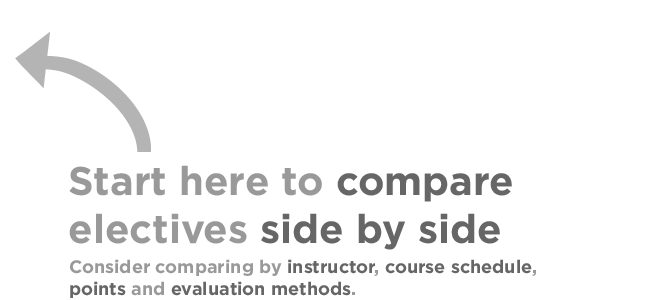 Start here to compare
electives side by side
Consider comparing by instructor, course schedule,
points and evaluation methods.